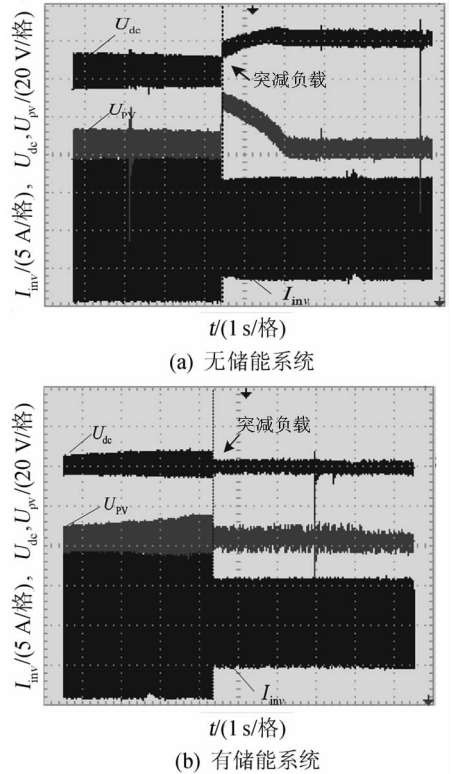 I_inv/(5 A/格), U_dc,U_pv/(20 V/格)
U_dc
突减负载
U_PV
I_inv
t/(1 s/格)
(a) 无储能系统
I_inv/(5 A/格), U_dc,U_pv/(20 V/格)
U_dc
突减负载
U_PV
I_inv
t/(1 s/格)
(b) 有储能系统